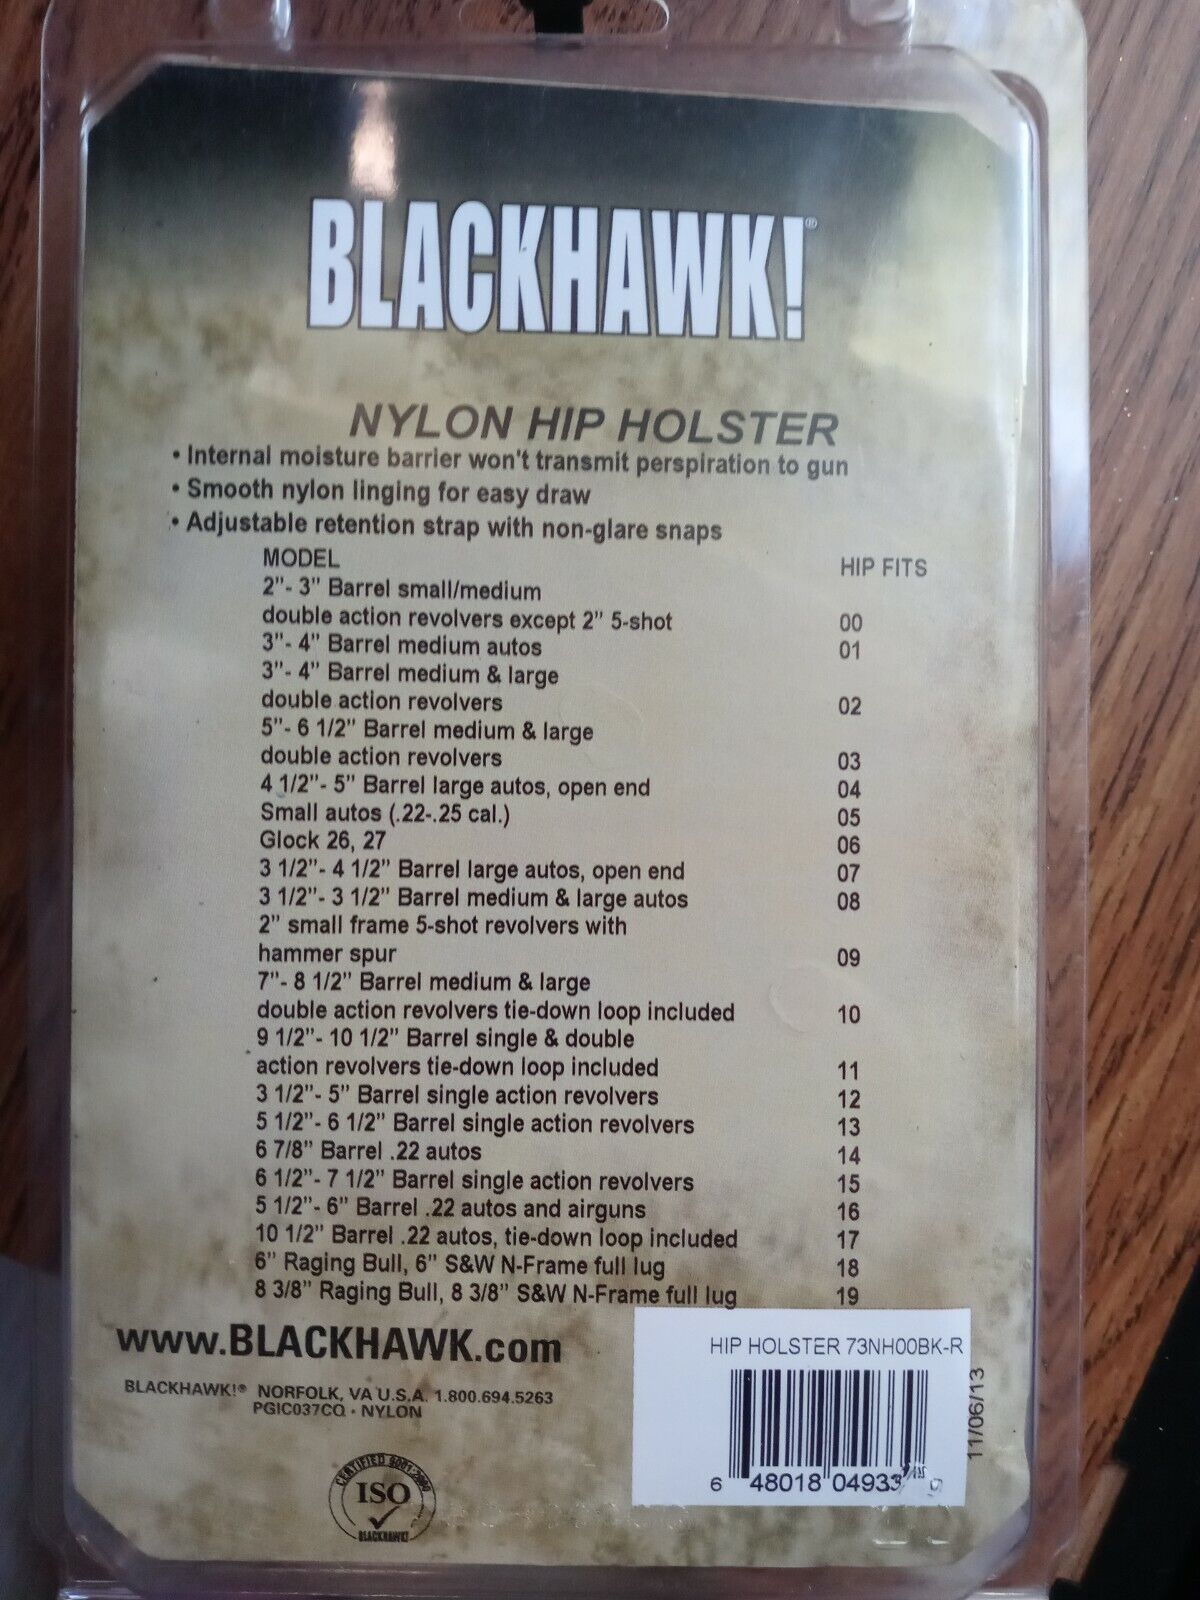 BLACKHAWK!®
NYLON HIP HOLSTER
• Internal moisture barrier won't transmit perspiration to gun
• Smooth nylon linging for easy draw
• Adjustable retention strap with non-glare snaps
MODEL HIP FITS
2”- 3” Barrel small/medium
double action revolvers except 2” 5-shot 00
3”- 4” Barrel medium autos 01
3”- 4” Barrel medium & large
double action revolvers 02
5”- 6 1/2” Barrel medium & large
double action revolvers 03
4 1/2”- 5” Barrel large autos, open end 04
Small autos (.22-.25 cal.) 05
Glock 26, 27 06
3 1/2”- 4 1/2” Barrel large autos, open end 07
3 1/2”- 3 1/2” Barrel medium & large autos 08
2” small frame 5-shot revolvers with
hammer spur 09
7”- 8 1/2” Barrel medium & large
double action revolvers tie-down loop included 10
9 1/2”- 10 1/2” Barrel single & double
action revolvers tie-down loop included 11
3 1/2”- 5” Barrel single action revolvers 12
5 1/2”- 6 1/2” Barrel single action revolvers 13
6 7/8” Barrel .22 autos 14
6 1/2”- 7 1/2” Barrel single action revolvers 15
5 1/2”- 6” Barrel .22 autos and airguns 16
10 1/2” Barrel .22 autos, tie-down loop included 17
6” Raging Bull, 6” S&W N-Frame full lug 18
8 3/8” Raging Bull, 8 3/8” S&W N-Frame full lug 19
www.BLACKHAWK.com
BLACKHAWK!® NORFOLK, VA U.S.A. 1.800.694.5263
PGIC037CQ • NYLON
CERTIFIED 9001:2000
ISO
BLACKHAWK!
HIP HOLSTER 73NH00BK-R
6 48018 04933
11/06/13